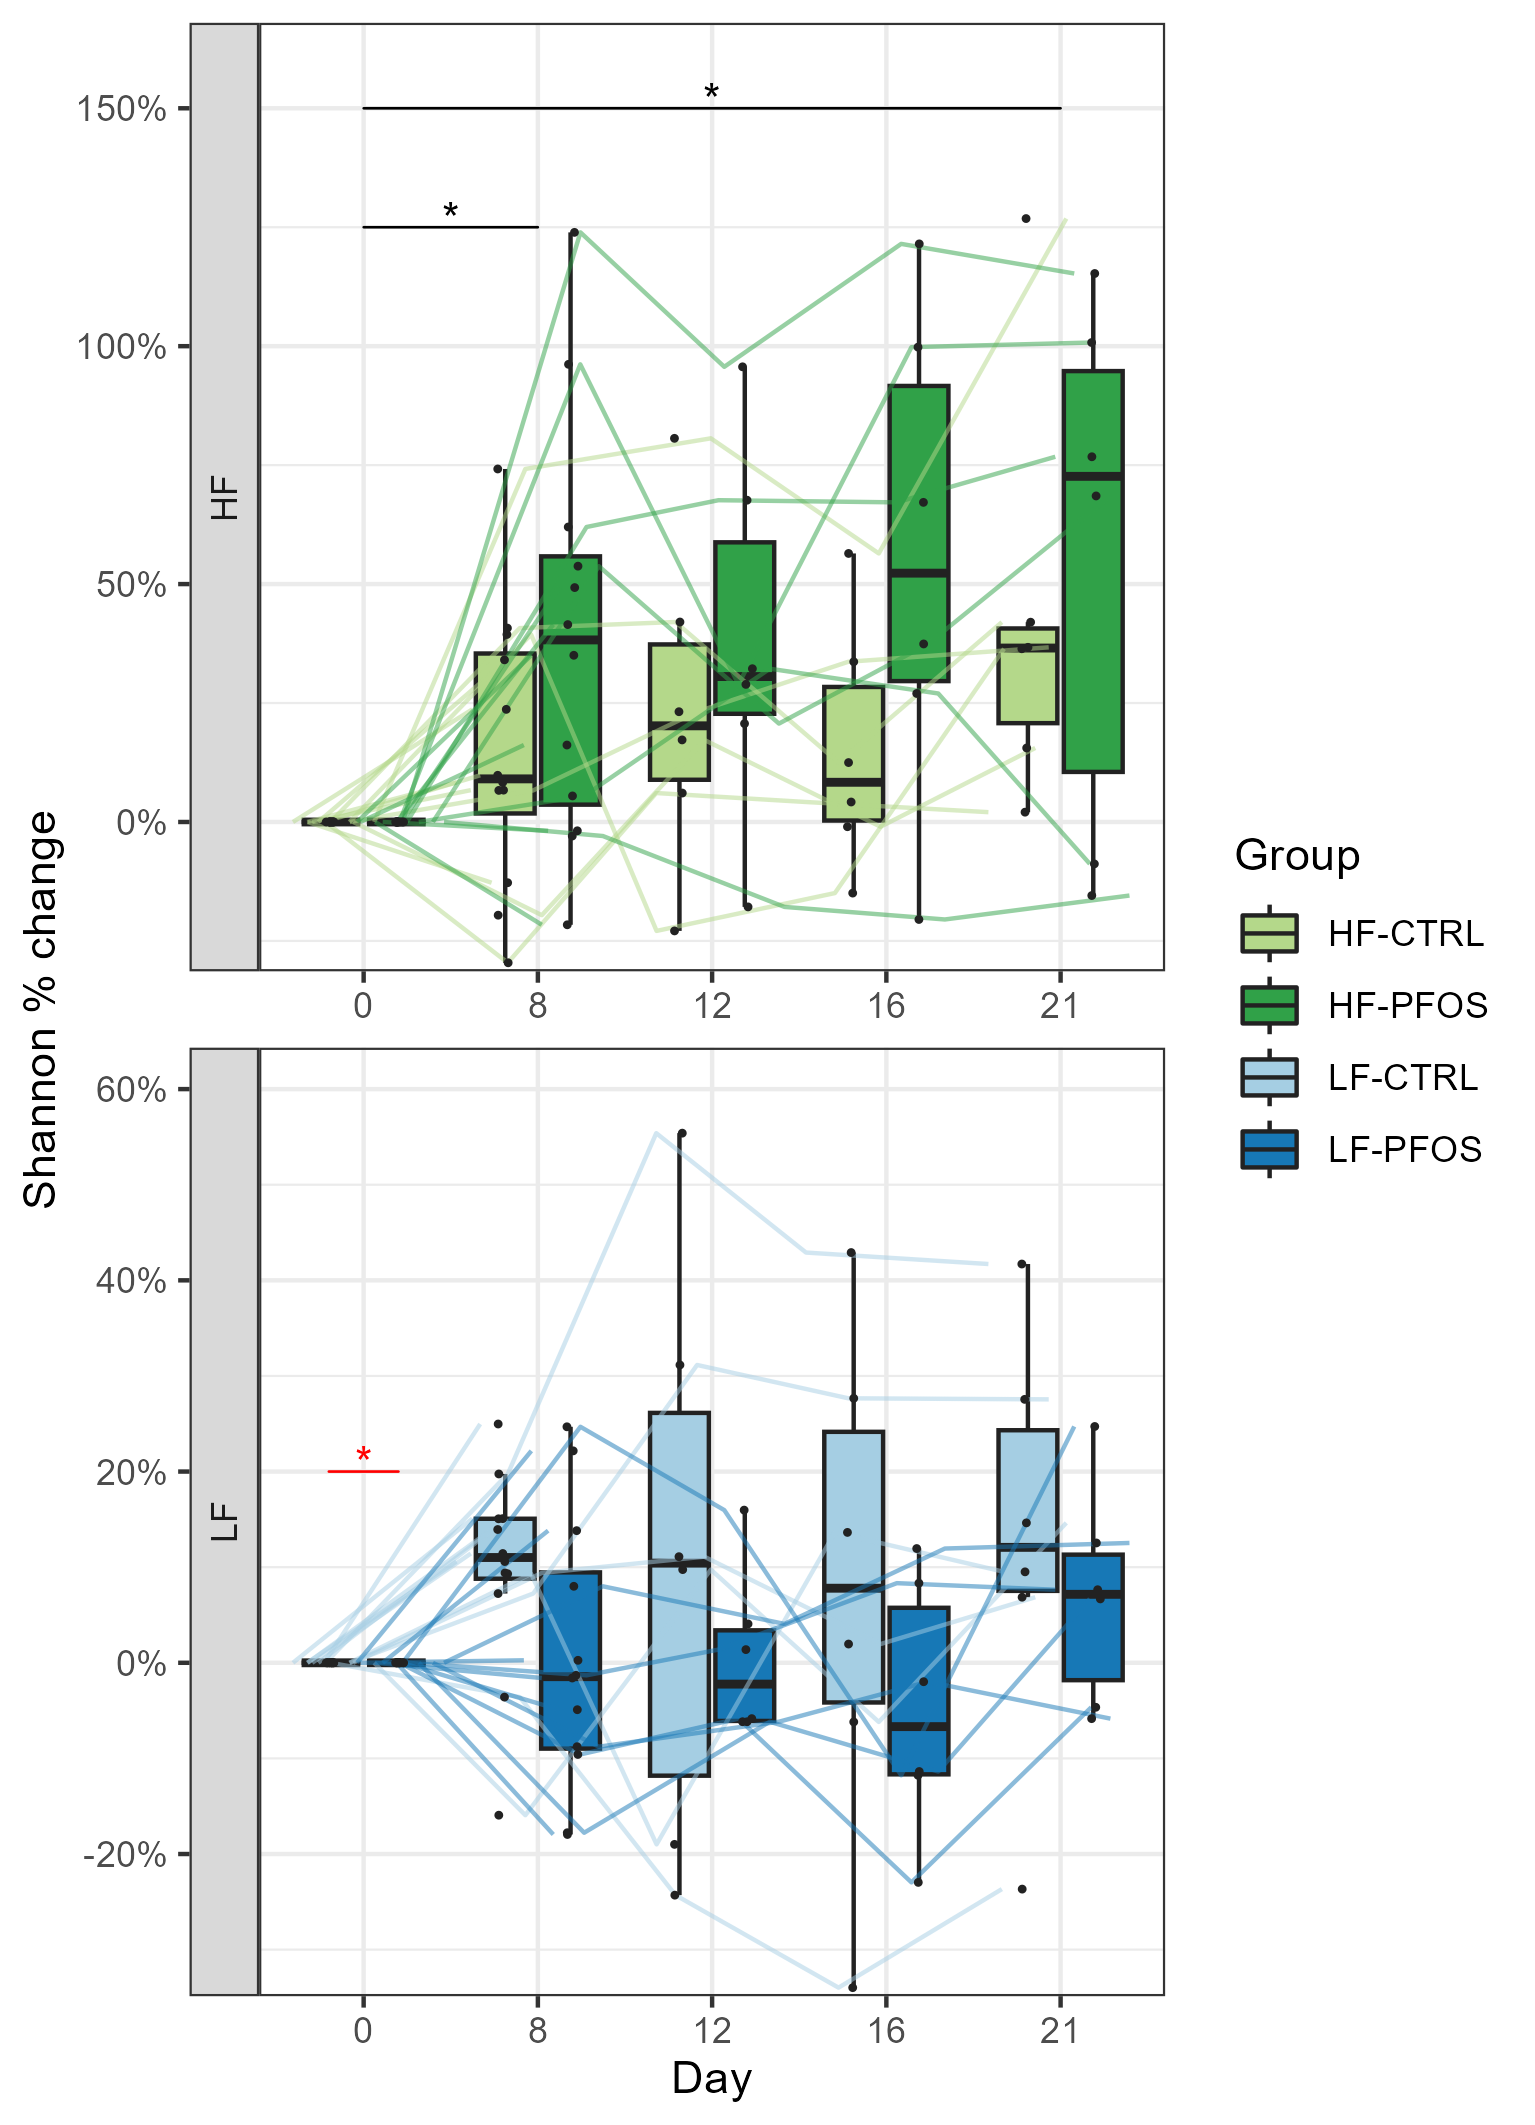 Shannon % change
HF
150%
100%
50%
0%
*
*
0 8 12 16 21
LF
60%
40%
20%
0%
-20%
*
0 8 12 16 21
Day
Group
HF-CTRL
HF-PFOS
LF-CTRL
LF-PFOS